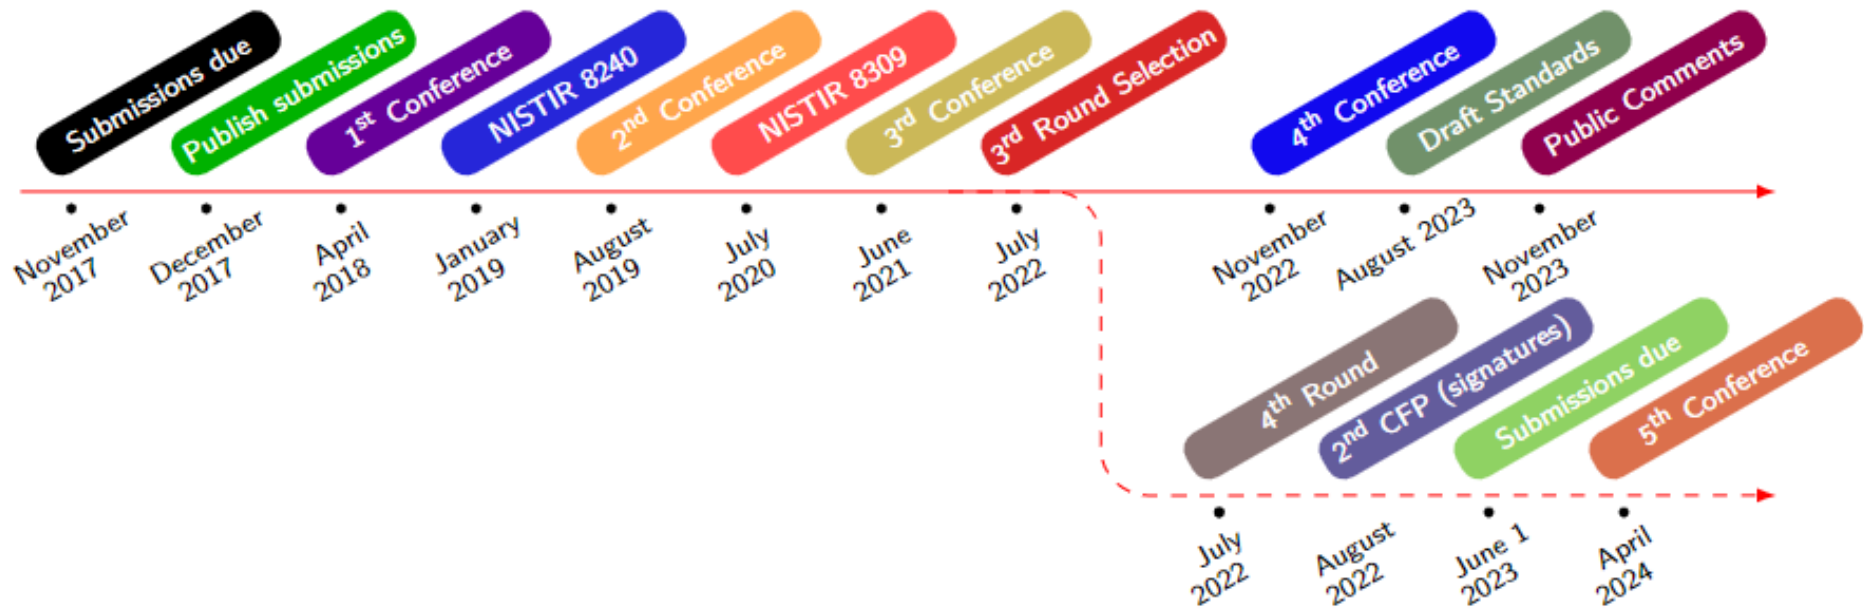 Submissions due
Publish submissions
1st Conference
NISTIR 8240
2nd Conference
NISTIR 8309
3rd Conference
3rd Round Selection
4th Conference
Draft Standards
Public Comments
November
2017
December
2017
April
2018
January
2019
August
2019
July
2020
June
2021
July
2022
November
2022
August 2023
November
2023
4th Round
2nd CFP (signatures)
Submissions due
5th Conference
July
2022
August
2022
June 1
2023
April
2024